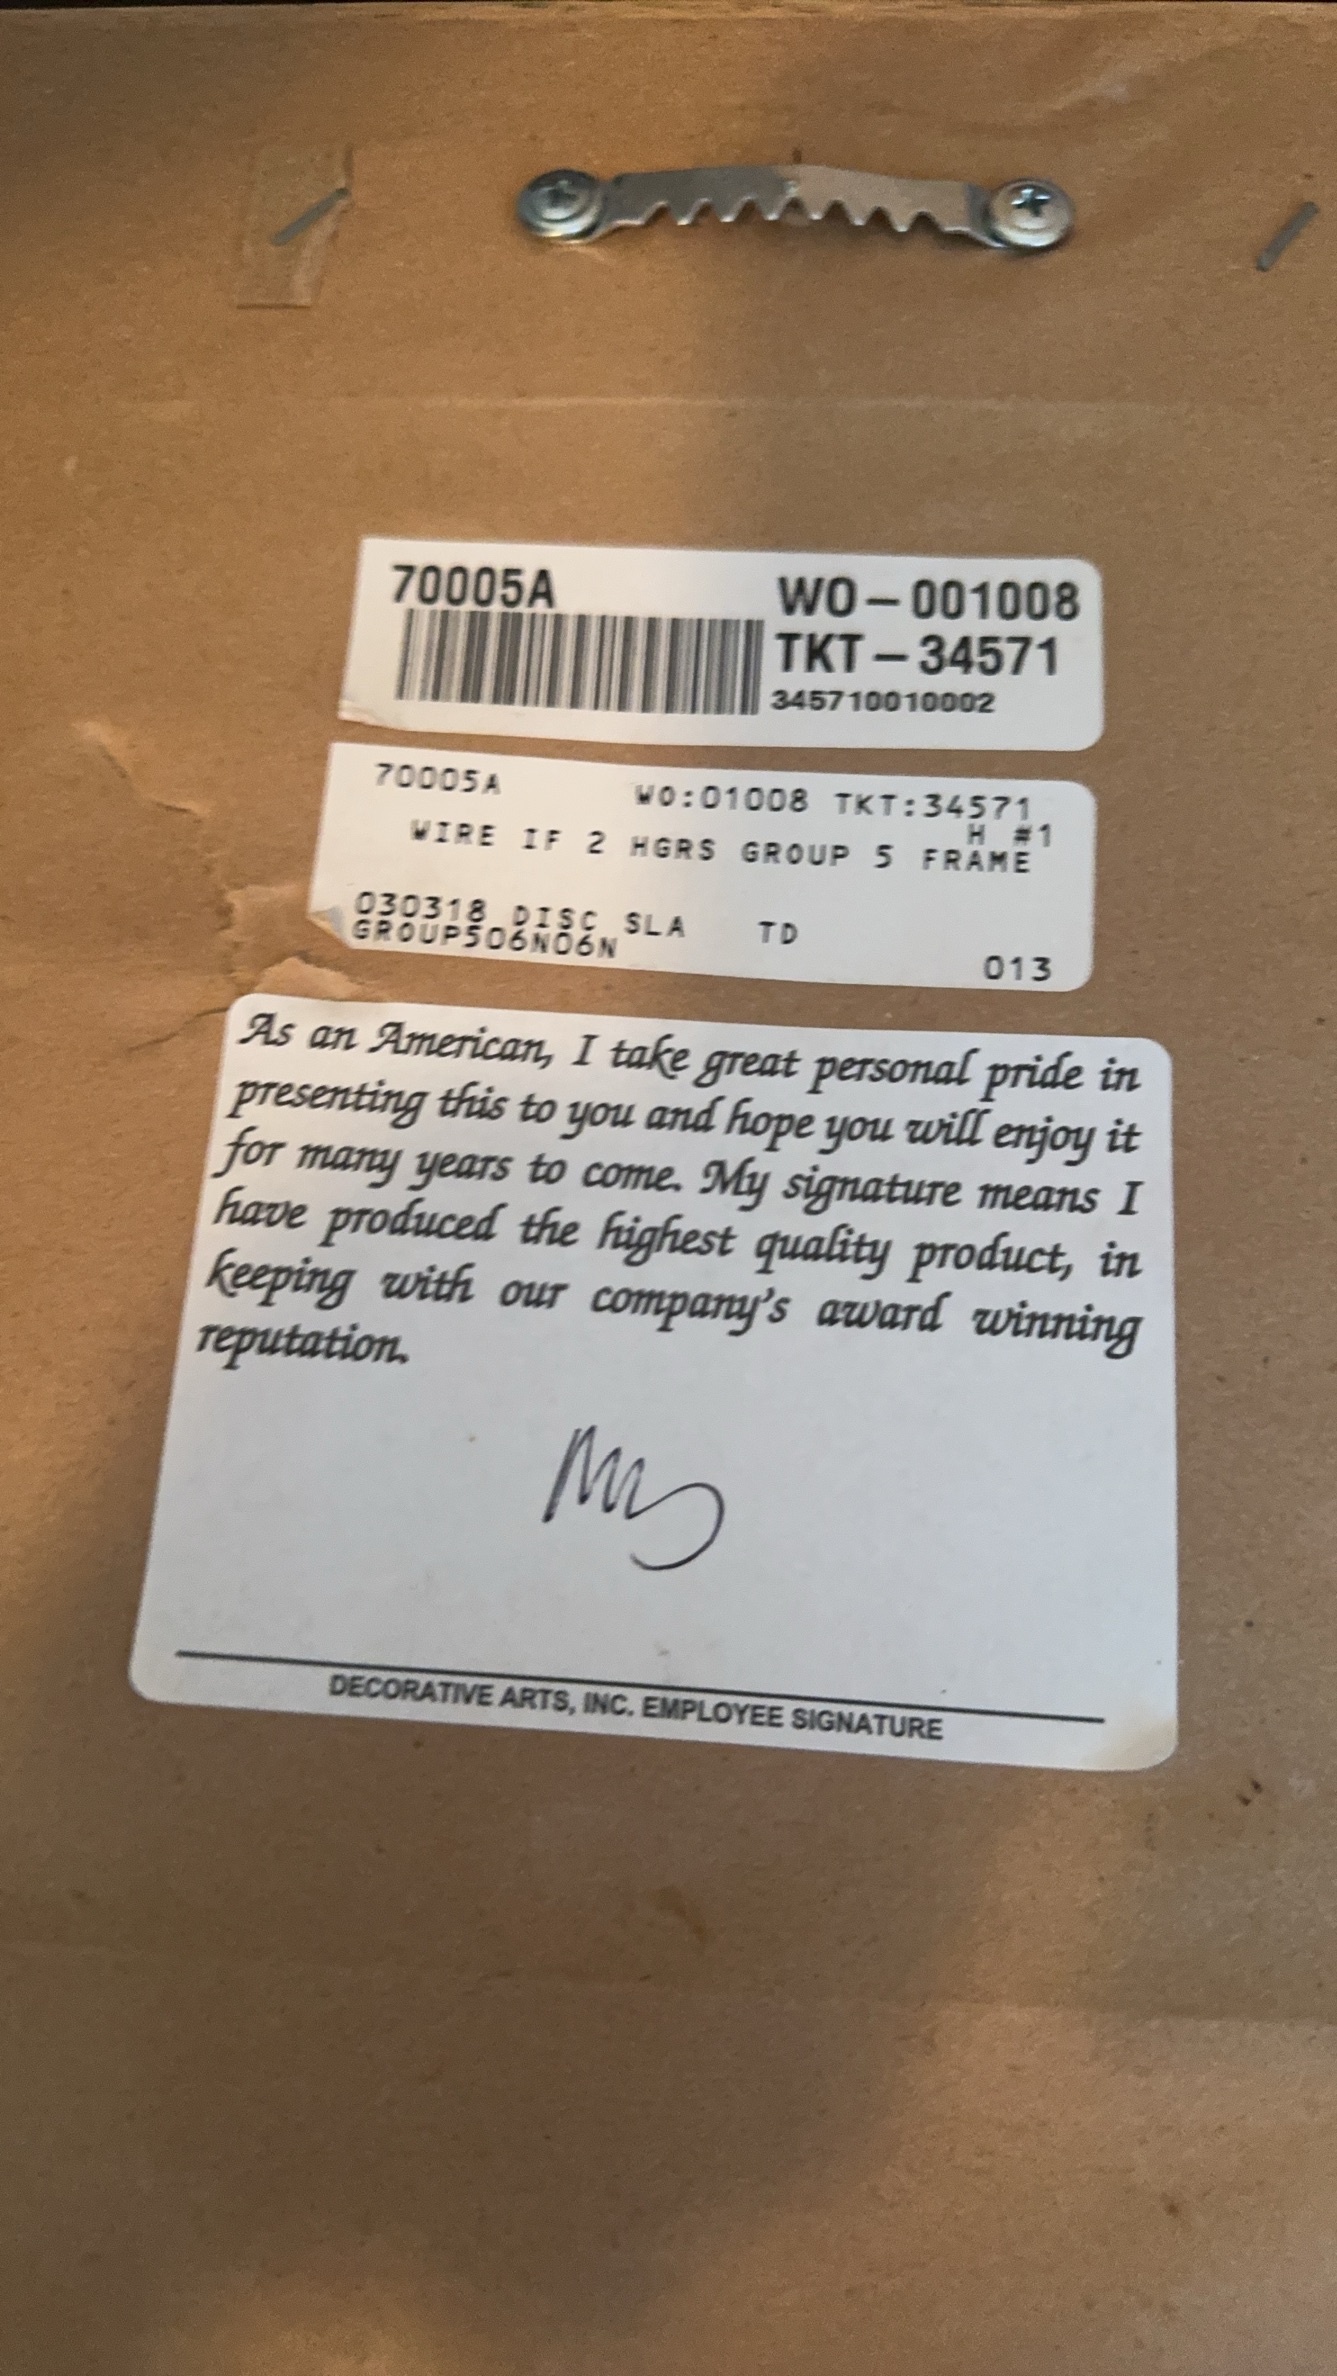 70005A
WO-001008
TKT-34571
345710010002
70005A WO:01008 TKT:34571
H #1
WIRE IF 2 HGRS GROUP 5 FRAME
030318 DISC SLA TD
GROUP506N06N
013
As an American, I take great personal pride in
presenting this to you and hope you will enjoy it
for many years to come. My signature means I
have produced the highest quality product, in
keeping with our company's award winning
reputation.
DECORATIVE ARTS, INC. EMPLOYEE SIGNATURE